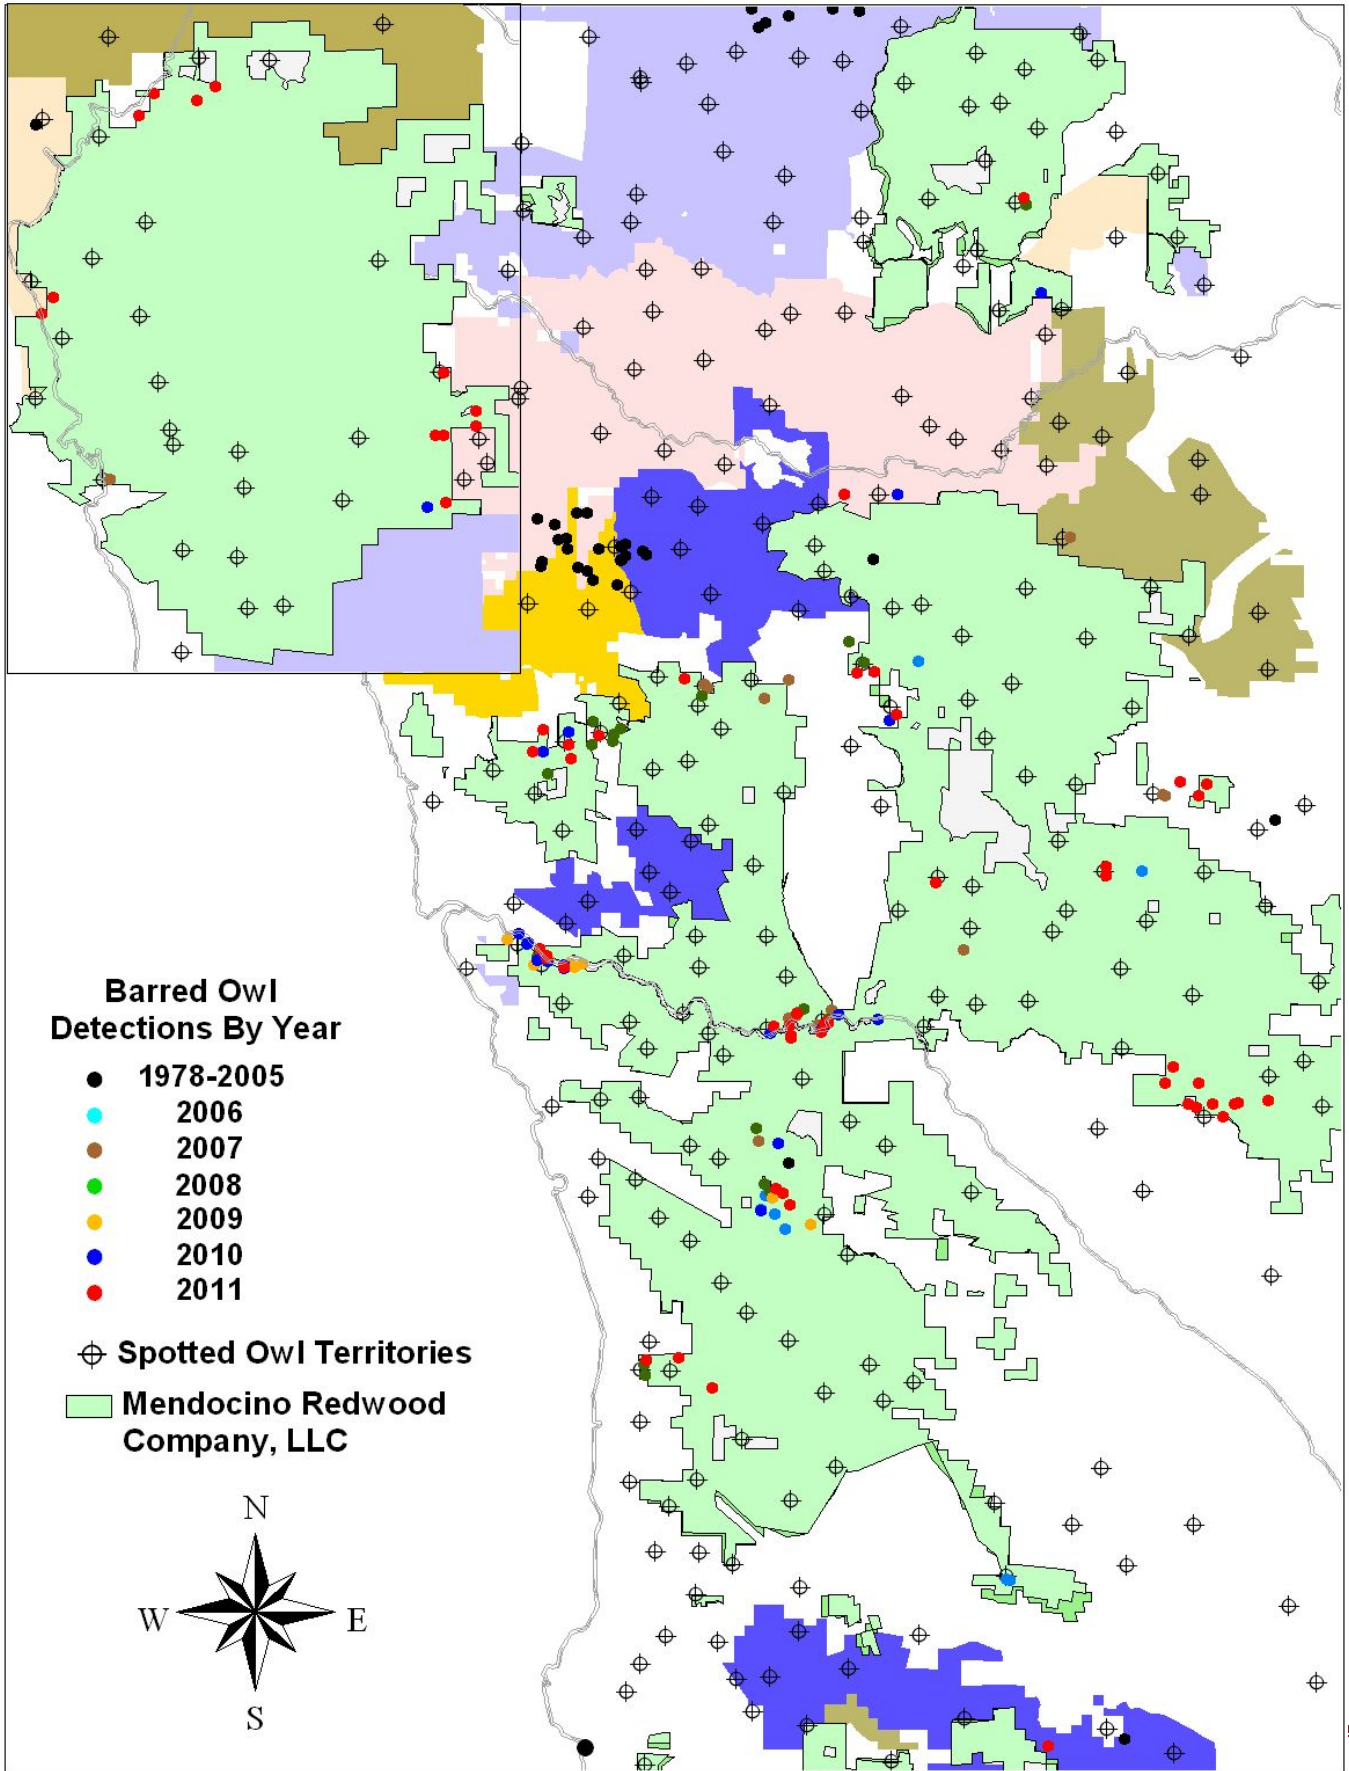 Barred Owl
Detections By Year
1978-2005
2006
2007
2008
2009
2010
2011
Spotted Owl Territories
Mendocino Redwood
Company, LLC
N
W E
S